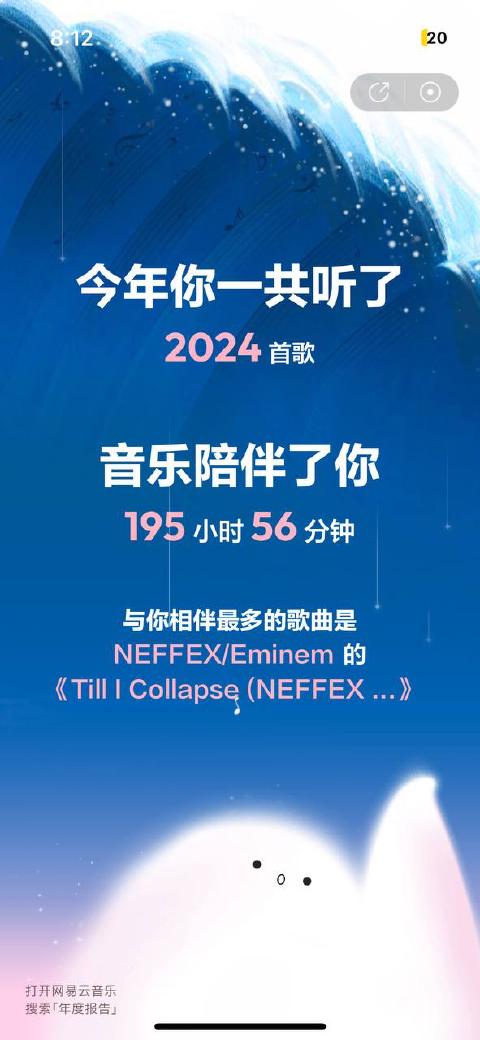 8:12
20
今年你一共听了
2024 首歌
音乐陪伴了你
195 小时 56 分钟
与你相伴最多的歌曲是
NEFFEX/Eminem 的
《Till I Collapse (NEFFEX ...》
打开网易云音乐
搜索「年度报告」